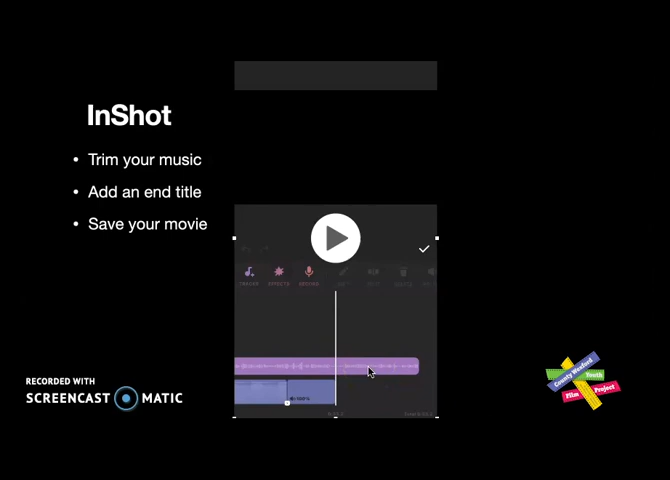 InShot
• Trim your music
• Add an end title
• Save your movie
TRACKS EFFECTS RECORD
RECORDED WITH
SCREENCAST MATIC
County Wexford
Youth
Film Project